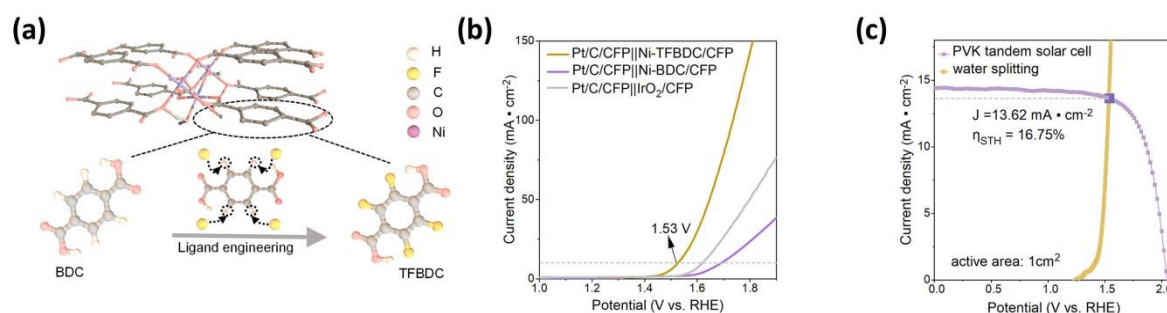 (a)
H
F
C
O
Ni
BDC
Ligand engineering
TFBDC
(b)
Pt/C/CFP||Ni-TFBDC/CFP
Pt/C/CFP||Ni-BDC/CFP
Pt/C/CFP||IrO₂/CFP
1.53 V
Current density (mA • cm⁻²)
150
100
50
0
1.0
1.2
1.4
1.6
1.8
Potential (V vs. RHE)
(c)
PVK tandem solar cell
water splitting
J =13.62 mA • cm⁻²
ηSTH = 16.75%
active area: 1cm²
Current density (mA • cm⁻²)
15
10
5
0
0.0
0.5
1.0
1.5
2.0
Potential (V vs. RHE)